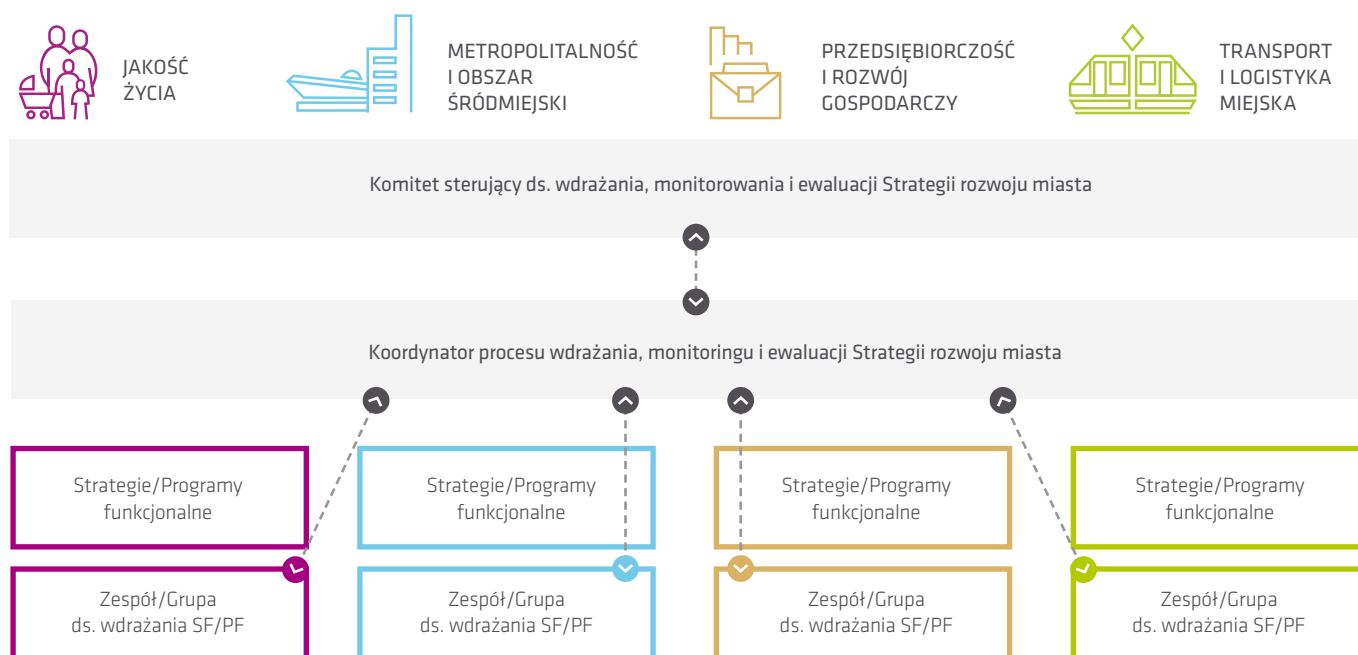 JAKOŚĆ
ŻYCIA
METROPOLITALNOŚĆ
I OBSZAR
ŚRÓDMIEJSKI
PRZEDSIĘBIORCZOŚĆ
I ROZWÓJ
GOSPODARCZY
TRANSPORT
I LOGISTYKA
MIEJSKA
Komitet sterujący ds. wdrażania, monitorowania i ewaluacji Strategii rozwoju miasta
Koordynator procesu wdrażania, monitoringu i ewaluacji Strategii rozwoju miasta
Strategie/Programy
funkcjonalne
Strategie/Programy
funkcjonalne
Strategie/Programy
funkcjonalne
Strategie/Programy
funkcjonalne
Zespół/Grupa
ds. wdrażania SF/PF
Zespół/Grupa
ds. wdrażania SF/PF
Zespół/Grupa
ds. wdrażania SF/PF
Zespół/Grupa
ds. wdrażania SF/PF